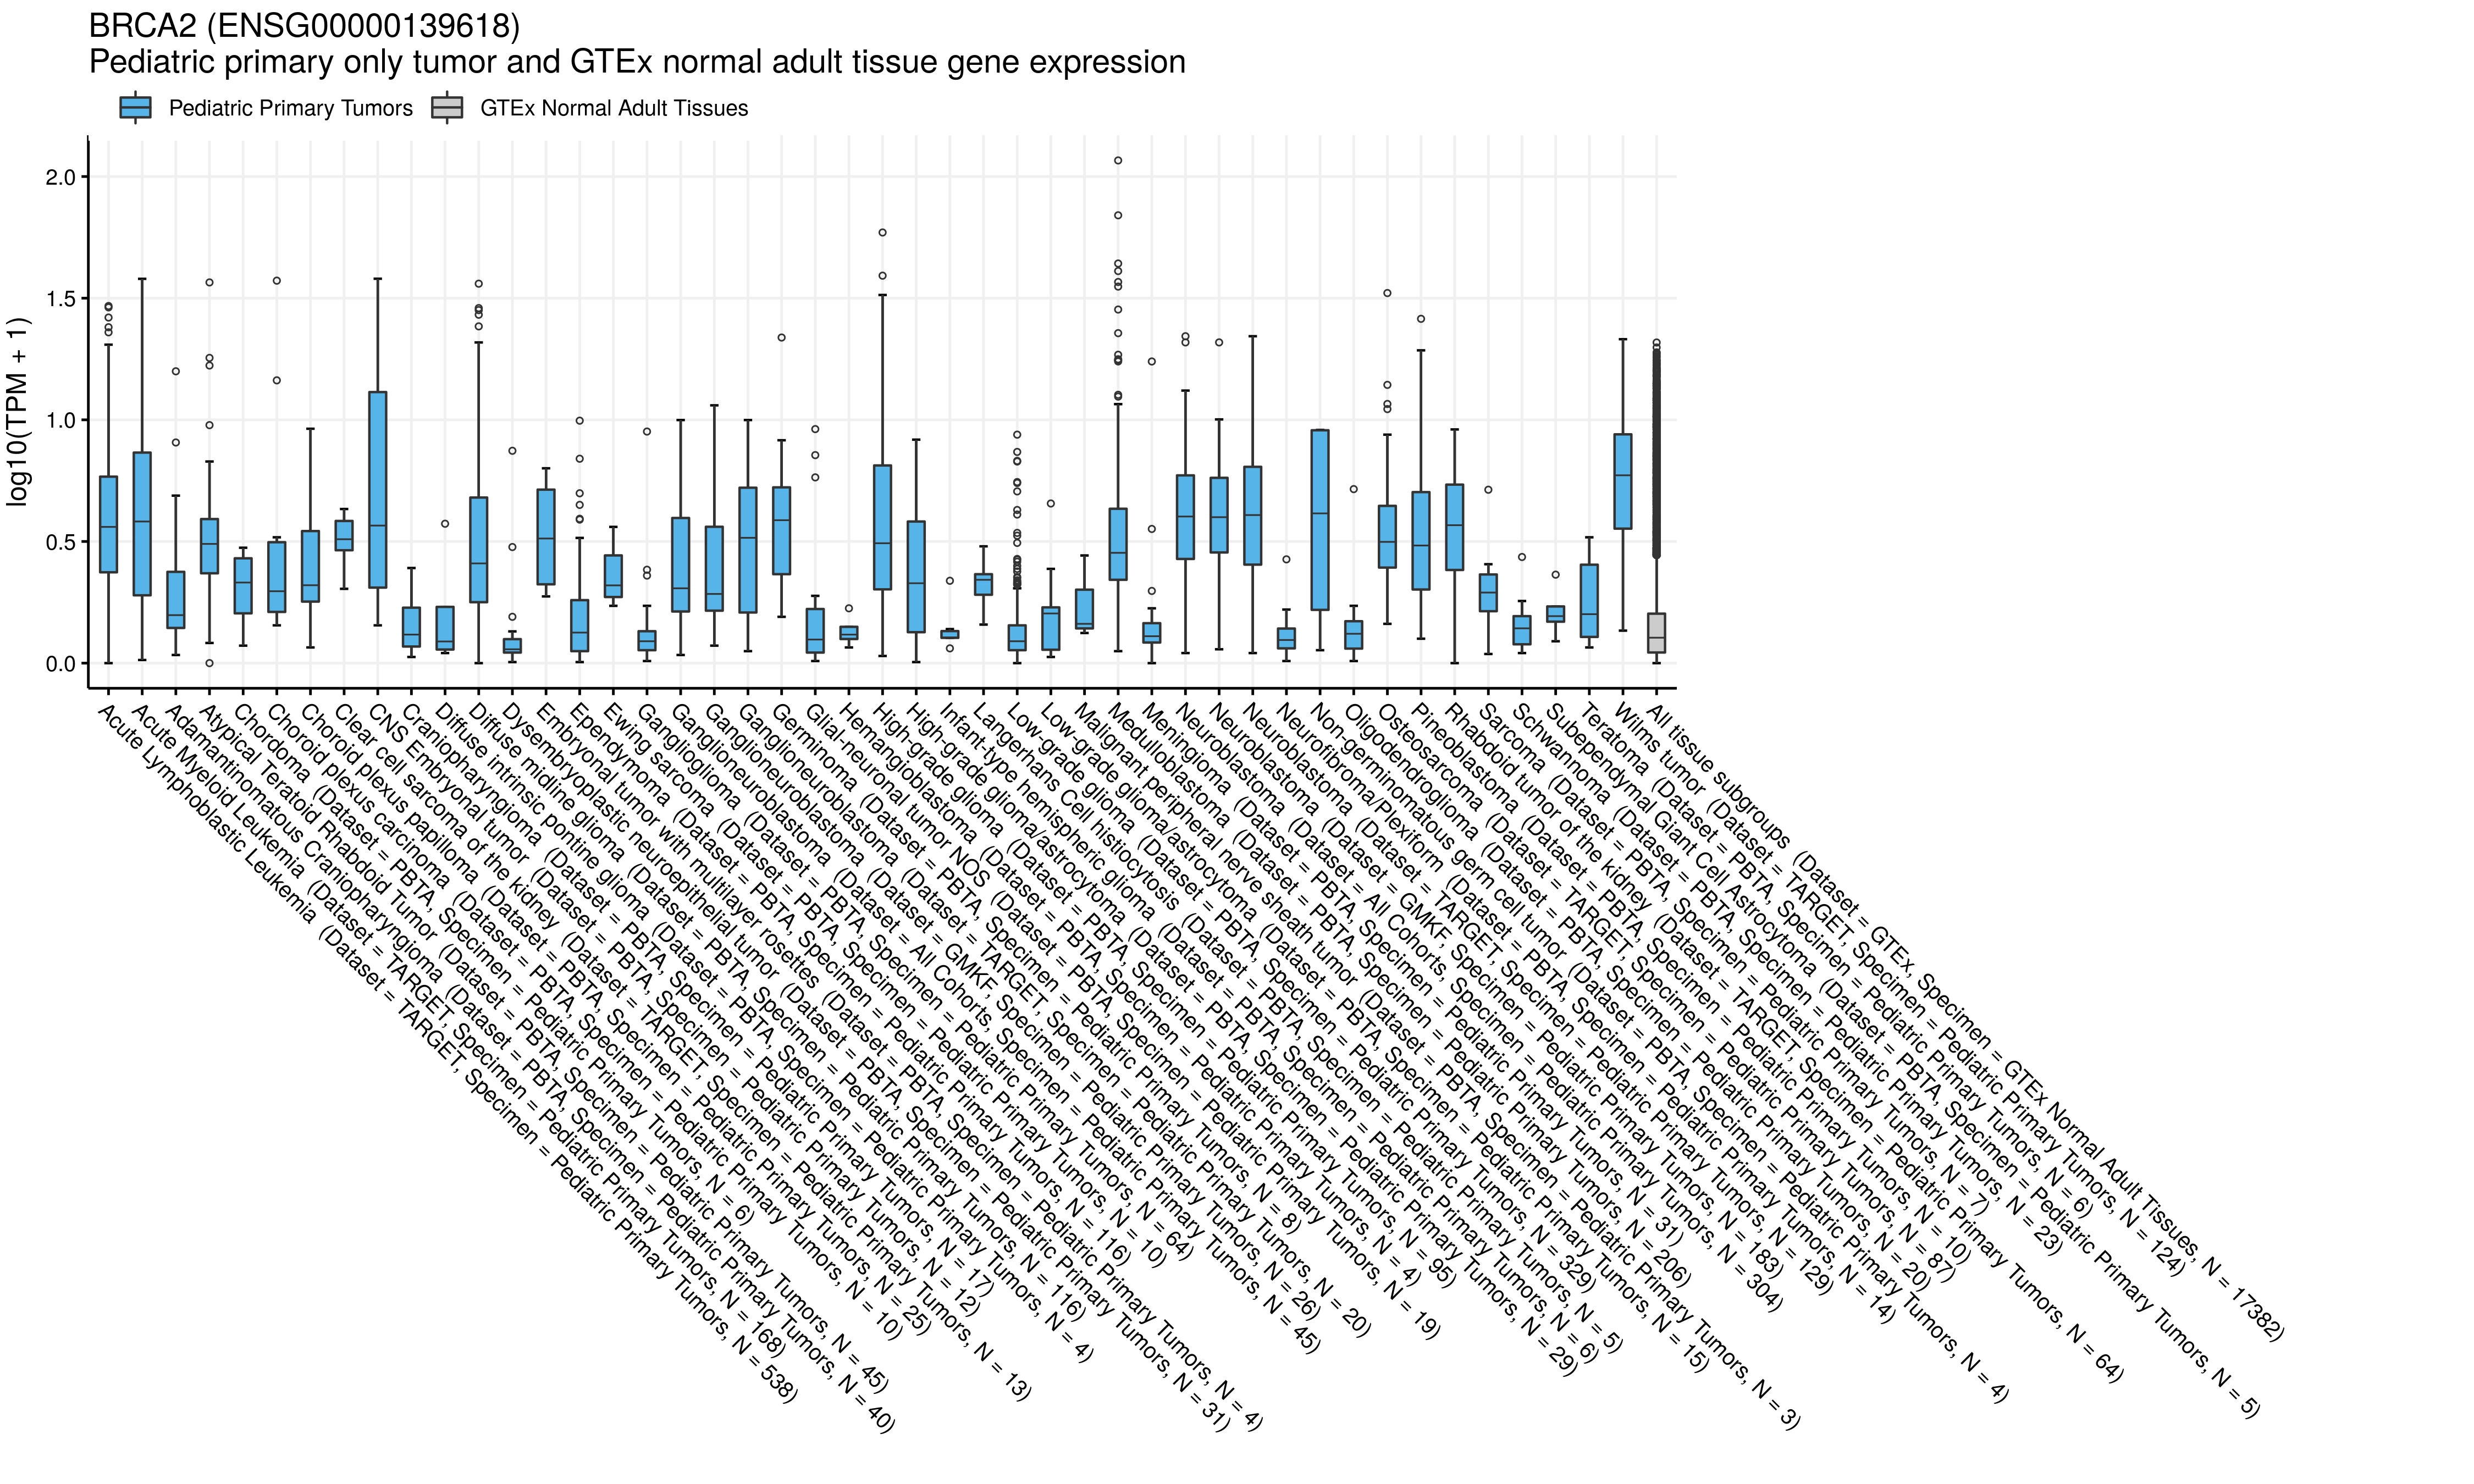 BRCA2 (ENSG00000139618)
Pediatric primary only tumor and GTEx normal adult tissue gene expression
Pediatric Primary Tumors
GTEx Normal Adult Tissues
log10(TPM + 1)
2.0
1.5
1.0
0.5
0.0
Acute Lymphoblastic Leukemia (Dataset = TARGET, Specimen = Pediatric Primary Tumors, N = 538)
Acute Myeloid Leukemia (Dataset = TARGET, Specimen = Pediatric Primary Tumors, N = 168)
Adamantinomatous Craniopharyngioma (Dataset = PBTA, Specimen = Pediatric Primary Tumors, N = 40)
Atypical Teratoid Rhabdoid Tumor (Dataset = PBTA, Specimen = Pediatric Primary Tumors, N = 45)
Chordoma (Dataset = PBTA, Specimen = Pediatric Primary Tumors, N = 6)
Choroid plexus carcinoma (Dataset = PBTA, Specimen = Pediatric Primary Tumors, N = 10)
Choroid plexus papilloma (Dataset = PBTA, Specimen = Pediatric Primary Tumors, N = 25)
Clear cell sarcoma of the kidney (Dataset = TARGET, Specimen = Pediatric Primary Tumors, N = 13)
CNS Embryonal tumor (Dataset = PBTA, Specimen = Pediatric Primary Tumors, N = 12)
Craniopharyngioma (Dataset = PBTA, Specimen = Pediatric Primary Tumors, N = 17)
Diffuse intrinsic pontine glioma (Dataset = PBTA, Specimen = Pediatric Primary Tumors, N = 4)
Diffuse midline glioma (Dataset = PBTA, Specimen = Pediatric Primary Tumors, N = 116)
Dysembryoplastic neuroepithelial tumor (Dataset = PBTA, Specimen = Pediatric Primary Tumors, N = 31)
Embryonal tumor with multilayer rosettes (Dataset = PBTA, Specimen = Pediatric Primary Tumors, N = 4)
Ependymoma (Dataset = PBTA, Specimen = Pediatric Primary Tumors, N = 116)
Ewing sarcoma (Dataset = PBTA, Specimen = Pediatric Primary Tumors, N = 10)
Ganglioglioma (Dataset = PBTA, Specimen = Pediatric Primary Tumors, N = 64)
Ganglioneuroblastoma (Dataset = All Cohorts, Specimen = Pediatric Primary Tumors, N = 45)
Ganglioneuroblastoma (Dataset = GMKF, Specimen = Pediatric Primary Tumors, N = 26)
Ganglioneuroblastoma (Dataset = TARGET, Specimen = Pediatric Primary Tumors, N = 20)
Germinoma (Dataset = PBTA, Specimen = Pediatric Primary Tumors, N = 8)
Glial-neuronal tumor NOS (Dataset = PBTA, Specimen = Pediatric Primary Tumors, N = 19)
Hemangioblastoma (Dataset = PBTA, Specimen = Pediatric Primary Tumors, N = 4)
High-grade glioma (Dataset = PBTA, Specimen = Pediatric Primary Tumors, N = 95)
High-grade glioma/astrocytoma (Dataset = PBTA, Specimen = Pediatric Primary Tumors, N = 29)
Infant-type hemispheric glioma (Dataset = PBTA, Specimen = Pediatric Primary Tumors, N = 6)
Langerhans Cell histiocytosis (Dataset = PBTA, Specimen = Pediatric Primary Tumors, N = 5)
Low-grade glioma (Dataset = PBTA, Specimen = Pediatric Primary Tumors, N = 329)
Low-grade glioma/astrocytoma (Dataset = PBTA, Specimen = Pediatric Primary Tumors, N = 15)
Malignant peripheral nerve sheath tumor (Dataset = PBTA, Specimen = Pediatric Primary Tumors, N = 3)
Medulloblastoma (Dataset = PBTA, Specimen = Pediatric Primary Tumors, N = 206)
Meningioma (Dataset = PBTA, Specimen = Pediatric Primary Tumors, N = 31)
Neuroblastoma (Dataset = All Cohorts, Specimen = Pediatric Primary Tumors, N = 304)
Neuroblastoma (Dataset = GMKF, Specimen = Pediatric Primary Tumors, N = 183)
Neuroblastoma (Dataset = TARGET, Specimen = Pediatric Primary Tumors, N = 129)
Neurofibroma/Plexiform (Dataset = PBTA, Specimen = Pediatric Primary Tumors, N = 14)
Non-germinomatous germ cell tumor (Dataset = PBTA, Specimen = Pediatric Primary Tumors, N = 4)
Oligodendroglioma (Dataset = PBTA, Specimen = Pediatric Primary Tumors, N = 20)
Osteosarcoma (Dataset = TARGET, Specimen = Pediatric Primary Tumors, N = 87)
Pineoblastoma (Dataset = PBTA, Specimen = Pediatric Primary Tumors, N = 10)
Rhabdoid tumor of the kidney (Dataset = TARGET, Specimen = Pediatric Primary Tumors, N = 64)
Sarcoma (Dataset = PBTA, Specimen = Pediatric Primary Tumors, N = 7)
Schwannoma (Dataset = PBTA, Specimen = Pediatric Primary Tumors, N = 23)
Subependymal Giant Cell Astrocytoma (Dataset = PBTA, Specimen = Pediatric Primary Tumors, N = 5)
Teratoma (Dataset = PBTA, Specimen = Pediatric Primary Tumors, N = 6)
Wilms tumor (Dataset = TARGET, Specimen = Pediatric Primary Tumors, N = 124)
All tissue subgroups (Dataset = GTEx, Specimen = GTEx Normal Adult Tissues, N = 17382)